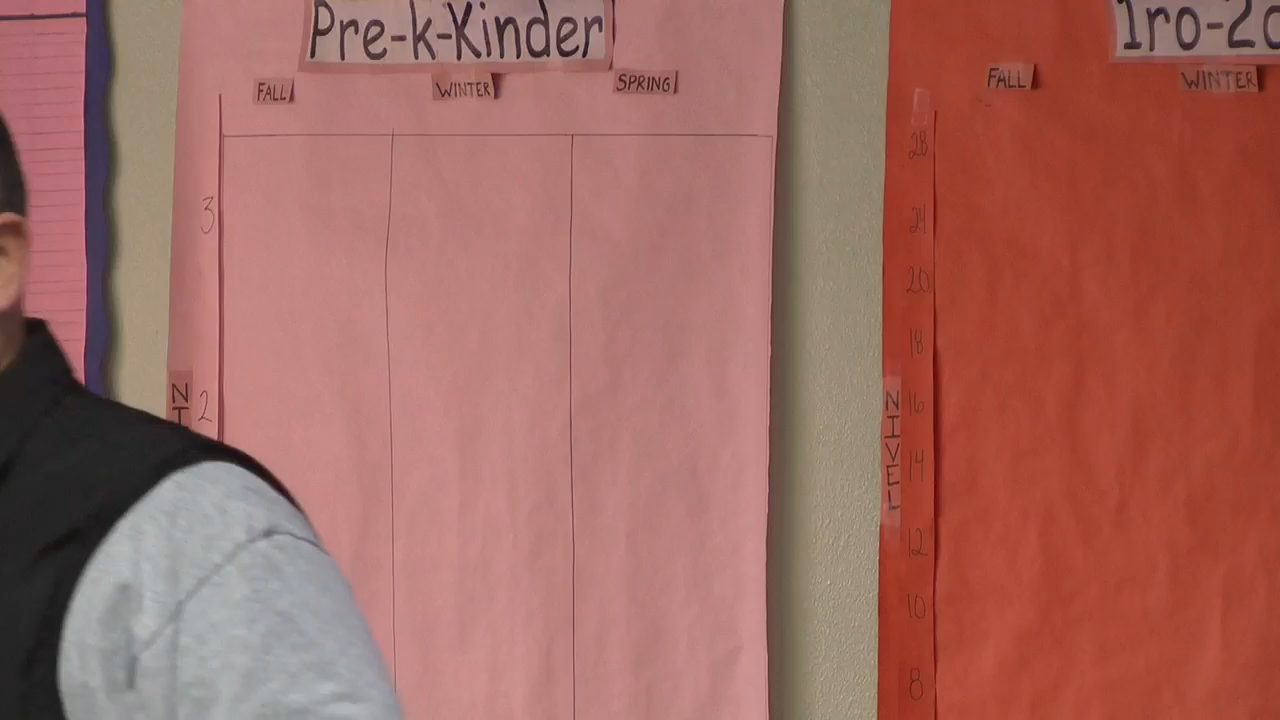 Pre-k-Kinder
FALL WINTER SPRING
3
2
1ro-2
FALL WINTER
28
24
20
18
16
14
12
10
8
NIVEL